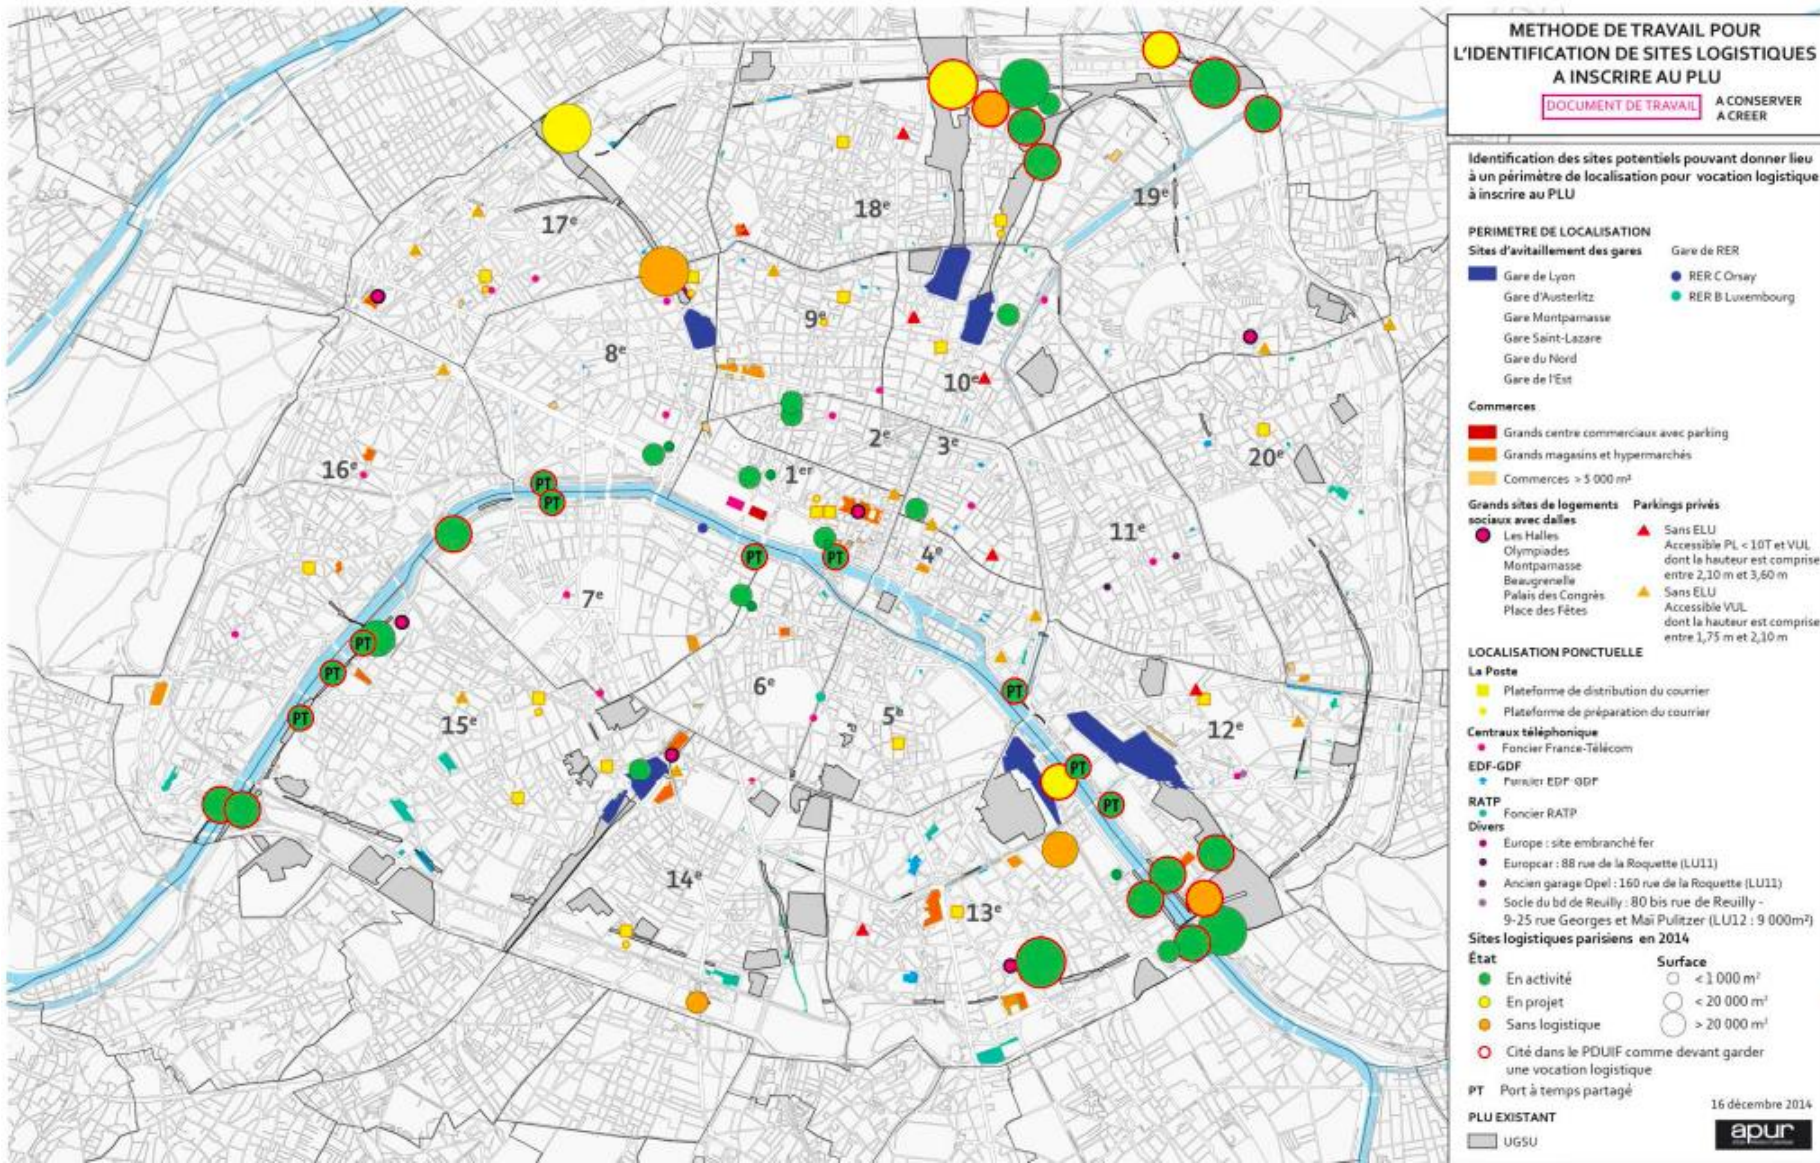 METHODE DE TRAVAIL POUR
L'IDENTIFICATION DE SITES LOGISTIQUES
A INSCRIRE AU PLU
DOCUMENT DE TRAVAIL
A CONSERVER
A CREER
Identification des sites potentiels pouvant donner lieu
à un périmètre de localisation pour vocation logistique
à inscrire au PLU
PERIMETRE DE LOCALISATION
Sites d'avitaillement des gares
Gare de Lyon
Gare d'Austerlitz
Gare Montparnasse
Gare Saint-Lazare
Gare du Nord
Gare de l'Est
Gare de RER
RER C Orsay
RER B Luxembourg
Commerces
Grands centre commerciaux avec parking
Grands magasins et hypermarchés
Commerces > 5 000 m²
Grands sites de logements
sociaux avec dalles
Les Halles
Olympiades
Montparnasse
Beaugrenelle
Palais des Congrès
Place des Fêtes
Parkings privés
Sans ELU
Accessible PL < 10T et VUL
dont la hauteur est comprise
entre 2,10 m et 3,60 m
Sans ELU
Accessible VUL
dont la hauteur est comprise
entre 1,75 m et 2,10 m
LOCALISATION PONCTUELLE
La Poste
Plateforme de distribution du courrier
Plateforme de préparation du courrier
Centraux téléphonique
Foncier France-Télécom
EDF-GDF
Foncier EDF-GDF
RATP
Foncier RATP
Divers
Europe : site embranché fer
Europcar : 88 rue de la Roquette (LU11)
Ancien garage Opel : 160 rue de la Roquette (LU11)
Socle du bd de Reuilly : 80 bis rue de Reuilly -
9-25 rue Georges et Maï Pulitzer (LU12 : 9 000m²)
Sites logistiques parisiens en 2014
État
En activité
En projet
Sans logistique
Surface
< 1 000 m²
< 20 000 m²
> 20 000 m²
Cité dans le PDUIF comme devant garder
une vocation logistique
PT Port à temps partagé
PLU EXISTANT
UGSU
16 décembre 2014
apur
17e
18e
19e
8e
9e
10e
16e
2e
3e
1er
20e
11e
4e
7e
6e
5e
15e
12e
14e
13e
PT
PT
PT
PT
PT
PT
PT
PT
PT
PT